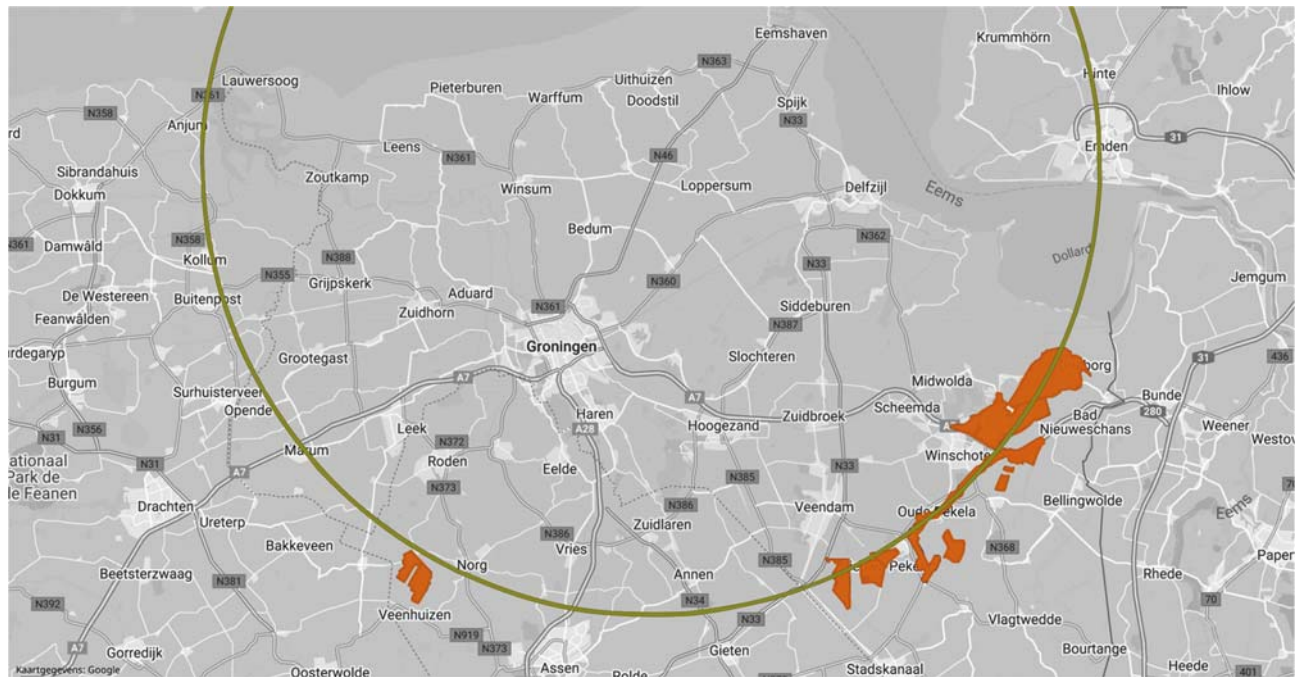 Eemshaven
Krummhörn
N363
Hinte
Lauwersoog
Uithuizen
Pieterburen
Doodstil
Ihlow
N361
Warffum
Spijk
N358
N33
Anjum
31
Leens
Emden
N361
N46
Sibrandahuis
Zoutkamp
Loppersum
Delfzijl
Dokkum
Winsum
Eems
Bedum
N362
N361
N358
Damwâld
Dollard
Kollum
N388
N33
N355
N360
Jemgum
Grijpskerk
De Westereen
Buitenpost
Aduard
Siddeburen
Feanwâlden
Zuidhorn
N361
N387
Groningen
Slochteren
31
436
Grootegast
Burgum
A7
Midwolda
Surhuisterveen
A7
Scheemda
Bunde
Opende
Zuidbroek
Bad
280
Haren
Nieuweschans
N31
N356
Leek
A28
Hoogezand
Weener
N372
Marum
Winschoten
Roden
Eelde
N31
N33
Park de
A7
N373
N385
Bellingwolde
Drachten
N386
Veendam
Oude Pekela
Ureterp
Zuidlaren
Eems
N386
Bakkeveen
Vries
N368
Norg
N385
Beetsterzwaag
N381
Annen
Rhede
N392
N34
70
Veenhuizen
N33
Vlagtwedde
N919
A7
N373
Bourtange
Gorredijk
Gieten
Assen
Stadskanaal
Heede
Kaartgegevens: Google
Oosterwolde
Rolde
401